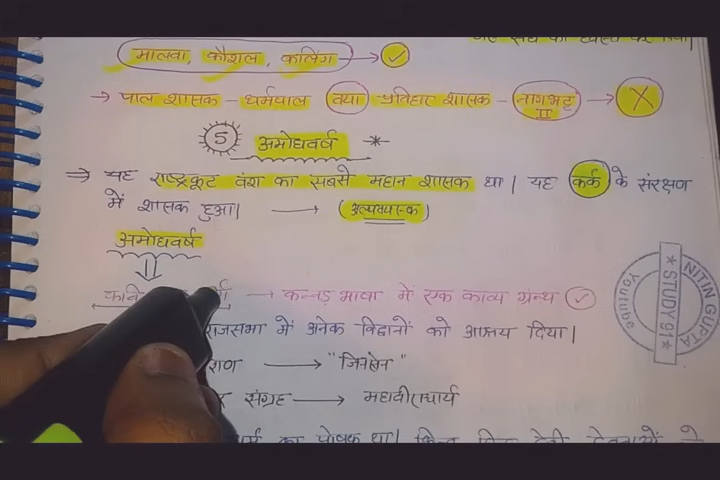 मालवा, कौशल, कलिंग → ✓
→ पाल शासक - धर्मपाल तथा प्रतिहार शासक - नागभट्ट II → X
5 अमोघवर्ष *
⇒ यह राष्ट्रकूट वंश का सबसे महान शासक था। यह कर्क के संरक्षण
में शासक हुआ। → (अल्पवयस्क)
अमोघवर्ष
→ कन्नड़ भाषा में एक काव्य ग्रन्थ ✓
राजसभा में अनेक विद्वानों को आश्रय दिया।
→ "जिनसेन"
संग्रह → महावीराचार्य
का पोषक था।
NITIN GUPTA
★ STUDY 91 ★
Youtube